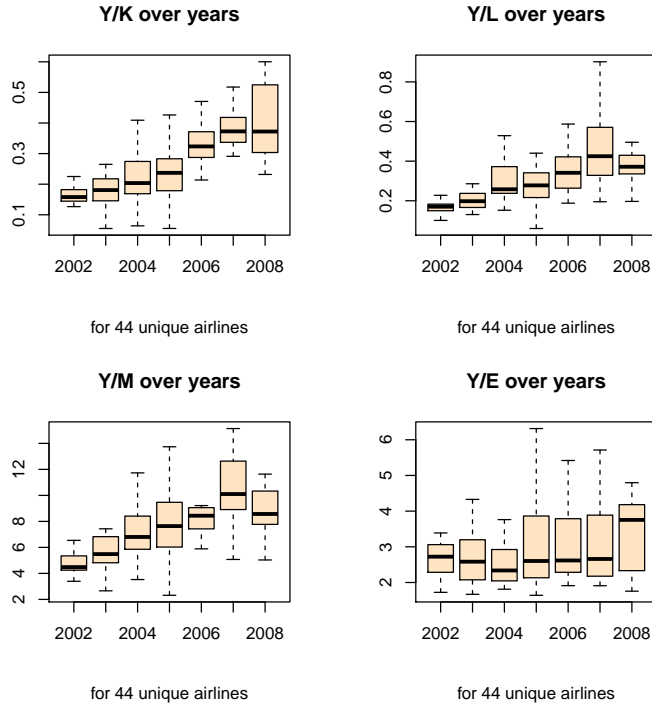 Y/K over years
0.5
0.3
0.1
2002 2004 2006 2008
for 44 unique airlines
Y/L over years
0.8
0.6
0.4
0.2
2002 2004 2006 2008
for 44 unique airlines
Y/M over years
12
10
8
6
4
2
2002 2004 2006 2008
for 44 unique airlines
Y/E over years
6
5
4
3
2
2002 2004 2006 2008
for 44 unique airlines